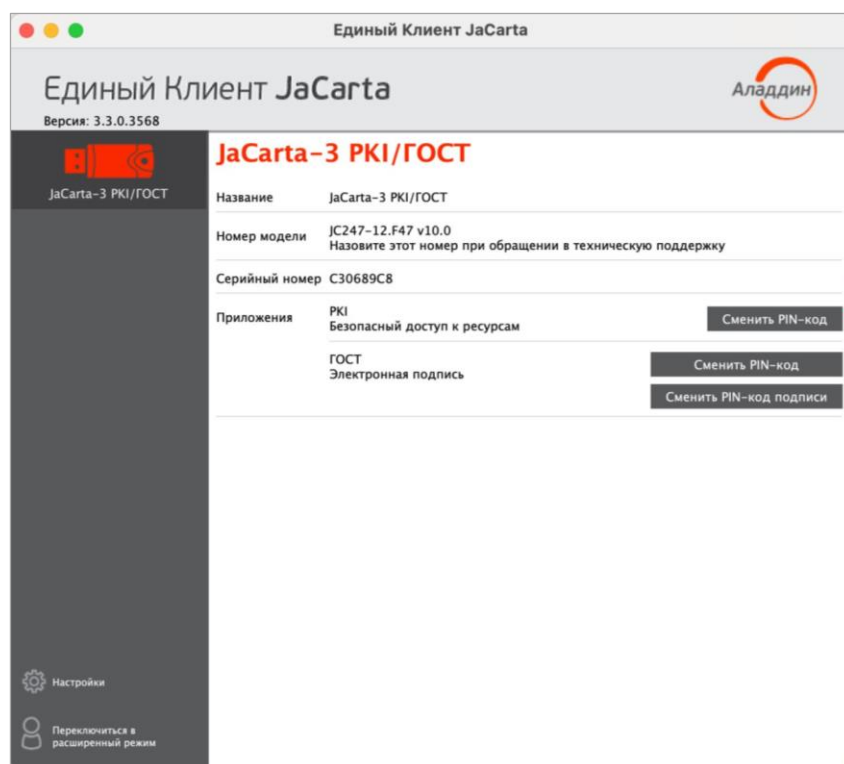 Единый Клиент JaCarta
Единый Клиент JaCarta
Версия: 3.3.0.3568
Аладдин
JaCarta-3 PKI/ГОСТ
JaCarta-3 PKI/ГОСТ
Название JaCarta-3 PKI/ГОСТ
Номер модели JC247-12.F47 v10.0
Назовите этот номер при обращении в техническую поддержку
Серийный номер C30689C8
Приложения PKI
Безопасный доступ к ресурсам
Сменить PIN-код
ГОСТ
Электронная подпись
Сменить PIN-код
Сменить PIN-код подписи
Настройки
Переключиться в
расширенный режим